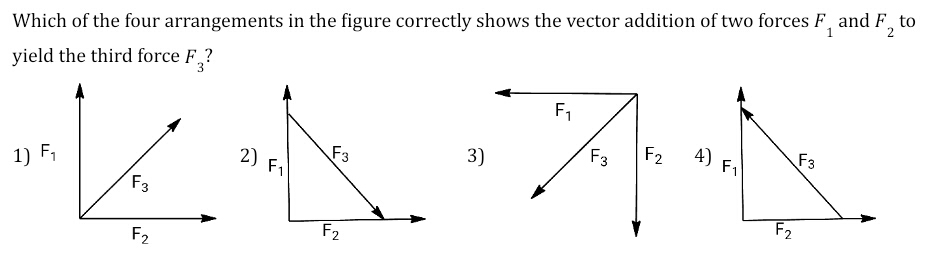 Which of the four arrangements in the figure correctly shows the vector addition of two forces F₁ and F₂ to
yield the third force F₃?
1) F₁ F₃ F₂
2) F₁ F₃ F₂
3) F₁ F₃ F₂
4) F₁ F₃ F₂